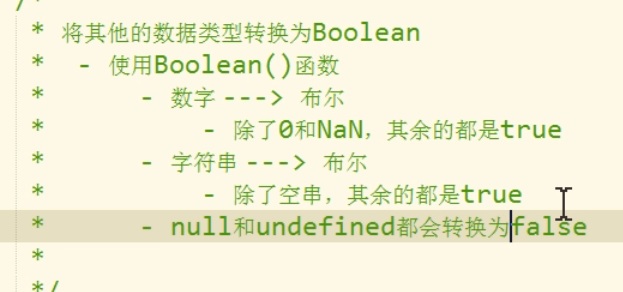 /*
* 将其他的数据类型转换为Boolean
* - 使用Boolean()函数
* - 数字 ---> 布尔
* - 除了0和NaN，其余的都是true
* - 字符串 ---> 布尔
* - 除了空串，其余的都是true
* - null和undefined都会转换为false
*
*/